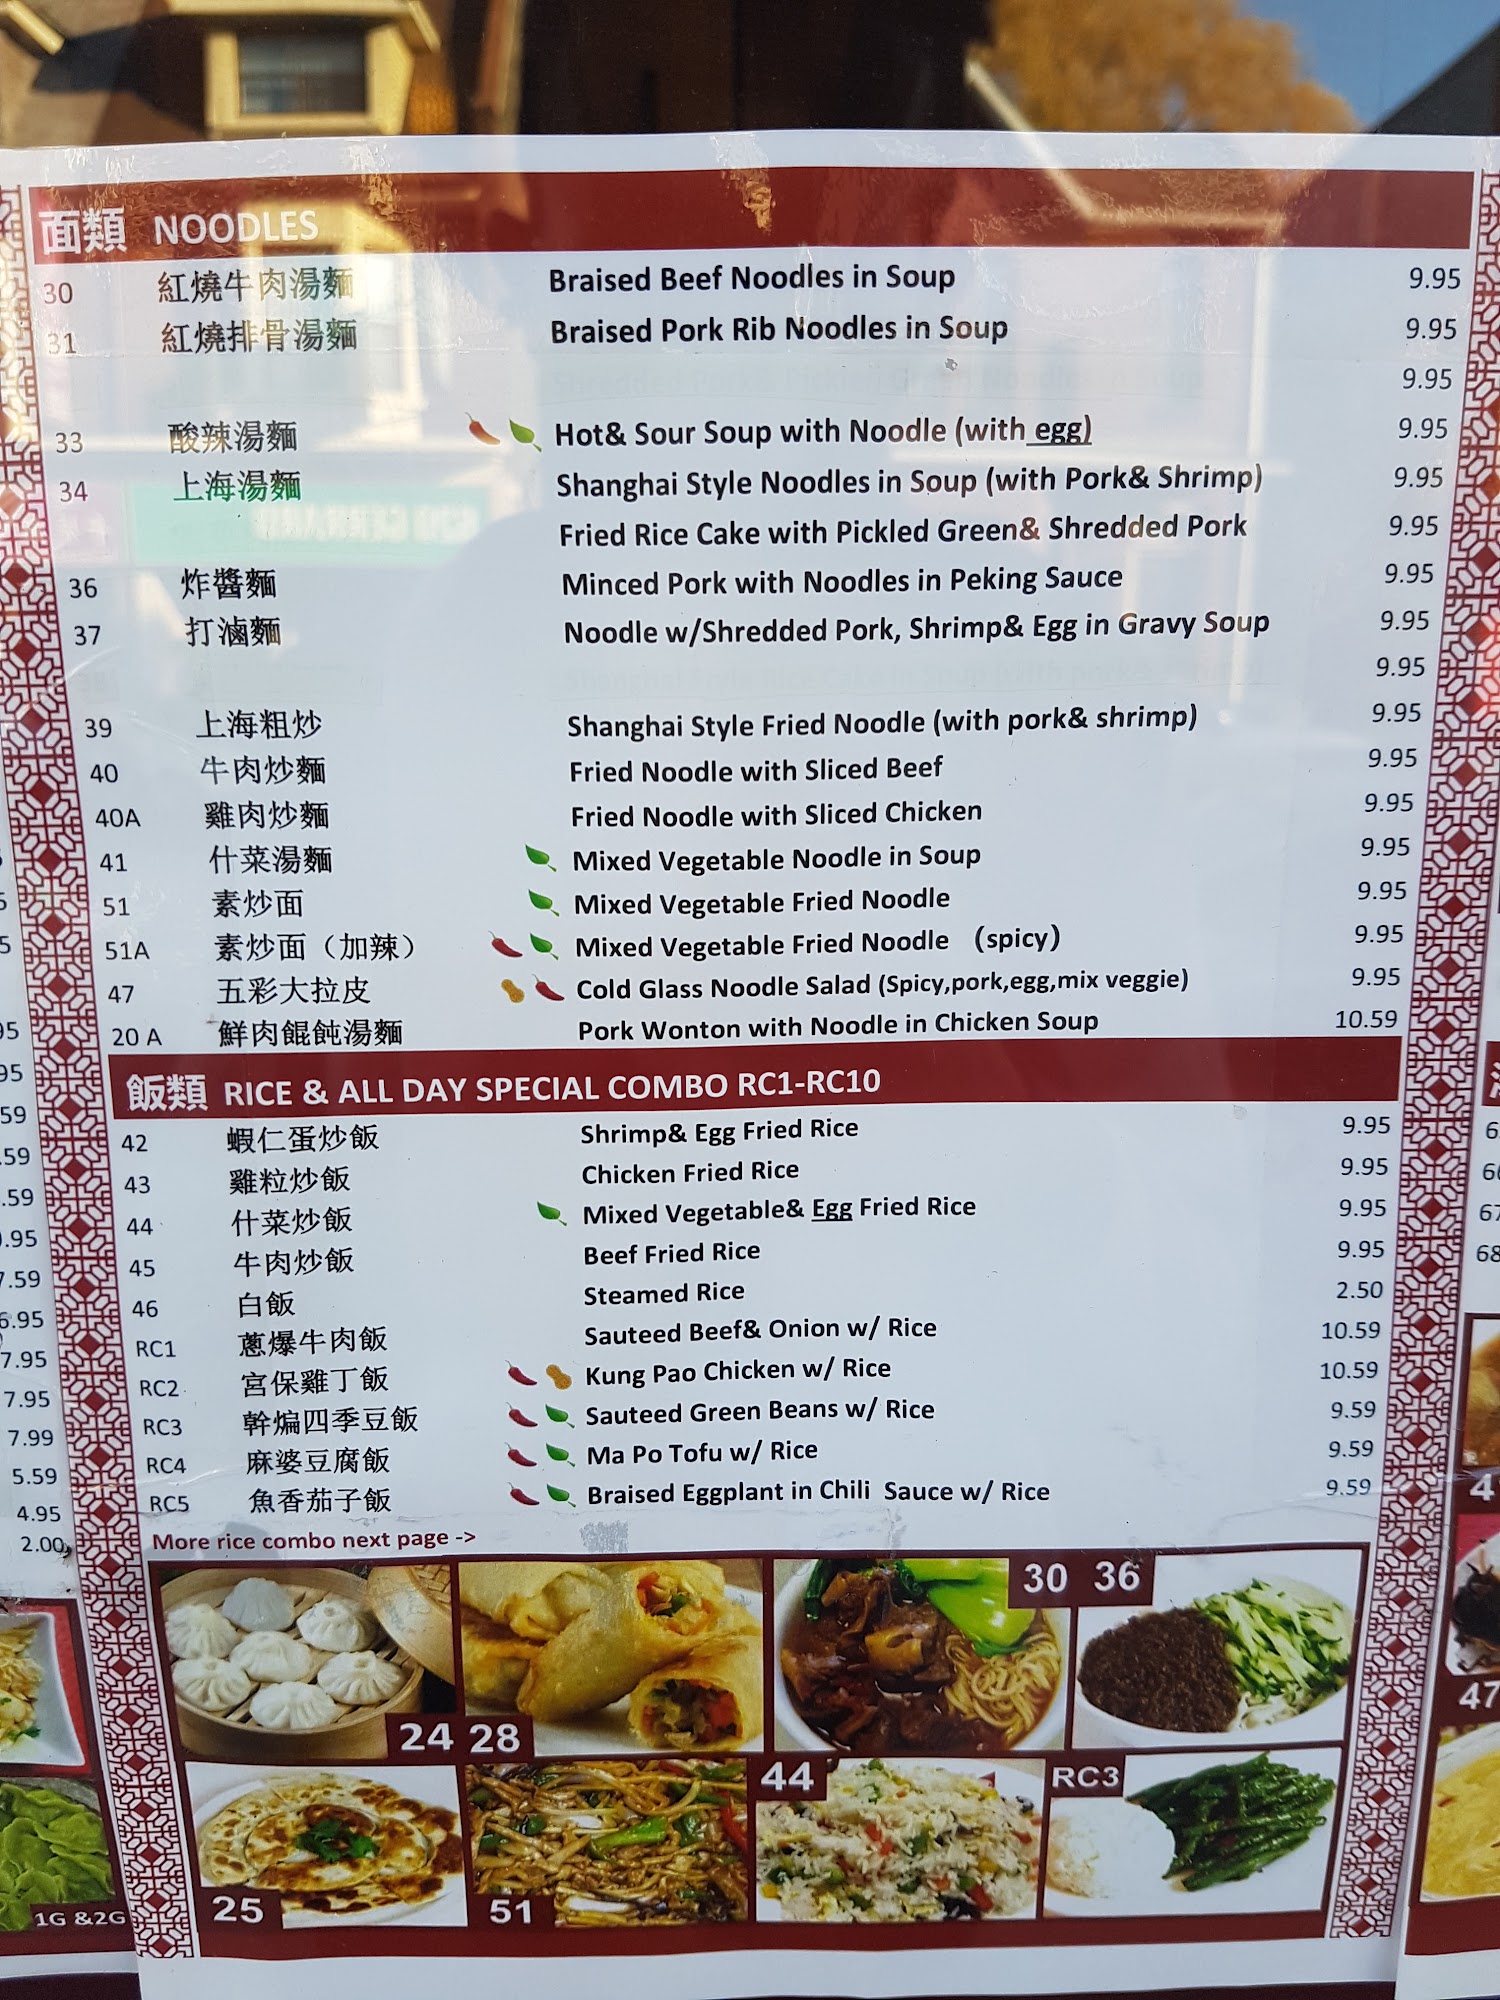 面類 NOODLES
30 紅燒牛肉湯麵 Braised Beef Noodles in Soup 9.95
31 紅燒排骨湯麵 Braised Pork Rib Noodles in Soup 9.95
9.95
33 酸辣湯麵 Hot& Sour Soup with Noodle (with egg) 9.95
34 上海湯麵 Shanghai Style Noodles in Soup (with Pork& Shrimp) 9.95
Fried Rice Cake with Pickled Green& Shredded Pork 9.95
36 炸醬麵 Minced Pork with Noodles in Peking Sauce 9.95
37 打滷麵 Noodle w/Shredded Pork, Shrimp& Egg in Gravy Soup 9.95
9.95
39 上海粗炒 Shanghai Style Fried Noodle (with pork& shrimp) 9.95
40 牛肉炒麵 Fried Noodle with Sliced Beef 9.95
40A 雞肉炒麵 Fried Noodle with Sliced Chicken 9.95
41 什菜湯麵 Mixed Vegetable Noodle in Soup 9.95
51 素炒面 Mixed Vegetable Fried Noodle 9.95
51A 素炒面（加辣） Mixed Vegetable Fried Noodle （spicy） 9.95
47 五彩大拉皮 Cold Glass Noodle Salad (Spicy,pork,egg,mix veggie) 9.95
20 A 鮮肉餛飩湯麵 Pork Wonton with Noodle in Chicken Soup 10.59
飯類 RICE & ALL DAY SPECIAL COMBO RC1-RC10
42 蝦仁蛋炒飯 Shrimp& Egg Fried Rice 9.95
43 雞粒炒飯 Chicken Fried Rice 9.95
44 什菜炒飯 Mixed Vegetable& Egg Fried Rice 9.95
45 牛肉炒飯 Beef Fried Rice 9.95
46 白飯 Steamed Rice 2.50
RC1 蔥爆牛肉飯 Sauteed Beef& Onion w/ Rice 10.59
RC2 宮保雞丁飯 Kung Pao Chicken w/ Rice 10.59
RC3 幹煸四季豆飯 Sauteed Green Beans w/ Rice 9.59
RC4 麻婆豆腐飯 Ma Po Tofu w/ Rice 9.59
RC5 魚香茄子飯 Braised Eggplant in Chili Sauce w/ Rice 9.59
More rice combo next page ->
24 28 30 36
25 51 44 RC3
7.95
7.99
5.59
4.95
2.00
1G &2G
67
68
47